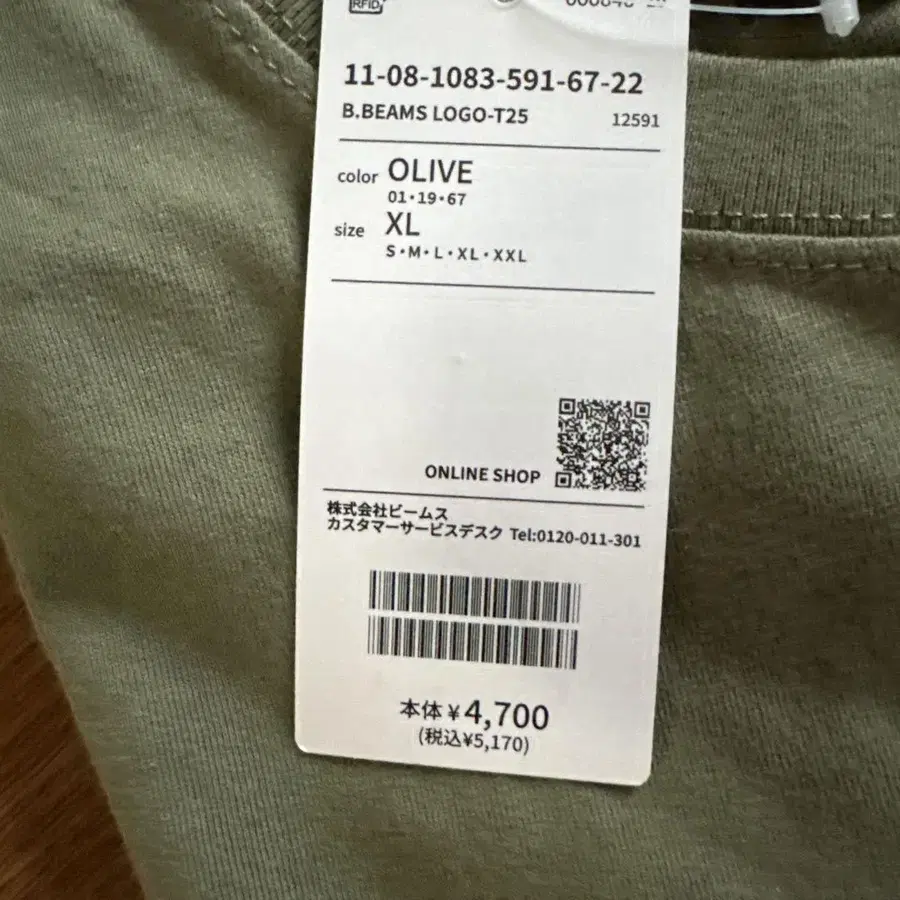 RFID
11-08-1083-591-67-22
B.BEAMS LOGO-T25 12591
color OLIVE
01・19・67
size XL
S・M・L・XL・XXL
ONLINE SHOP
株式会社ビームス
カスタマーサービスデスク Tel:0120-011-301
本体¥4,700
(税込¥5,170)